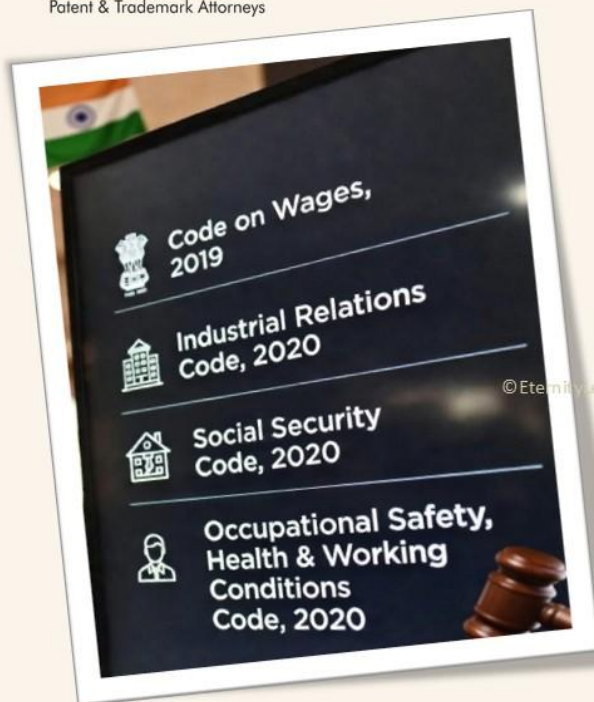 Patent & Trademark Attorneys
Code on Wages,
2019
Industrial Relations
Code, 2020
©Eternity
Social Security
Code, 2020
Occupational Safety,
Health & Working
Conditions
Code, 2020